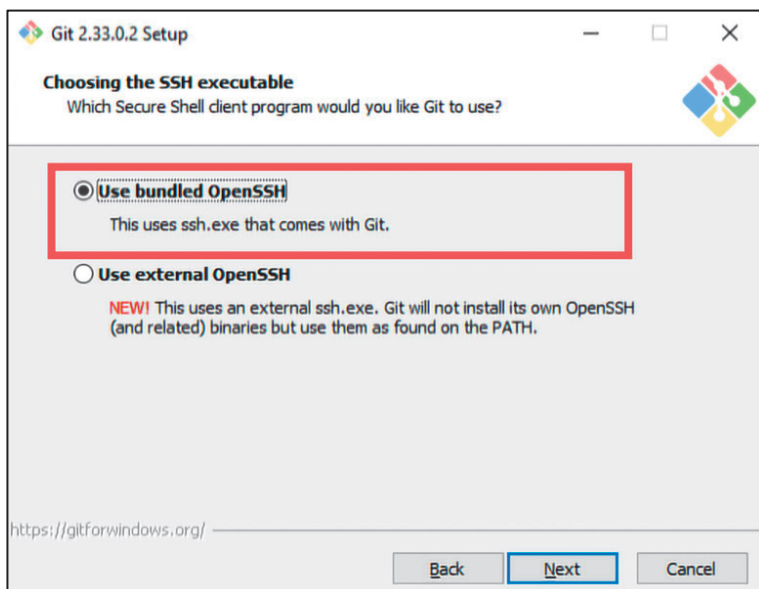 Git 2.33.0.2 Setup
Choosing the SSH executable
Which Secure Shell client program would you like Git to use?
Use bundled OpenSSH
This uses ssh.exe that comes with Git.
Use external OpenSSH
NEW! This uses an external ssh.exe. Git will not install its own OpenSSH
(and related) binaries but use them as found on the PATH.
https://gitforwindows.org/
Back Next Cancel